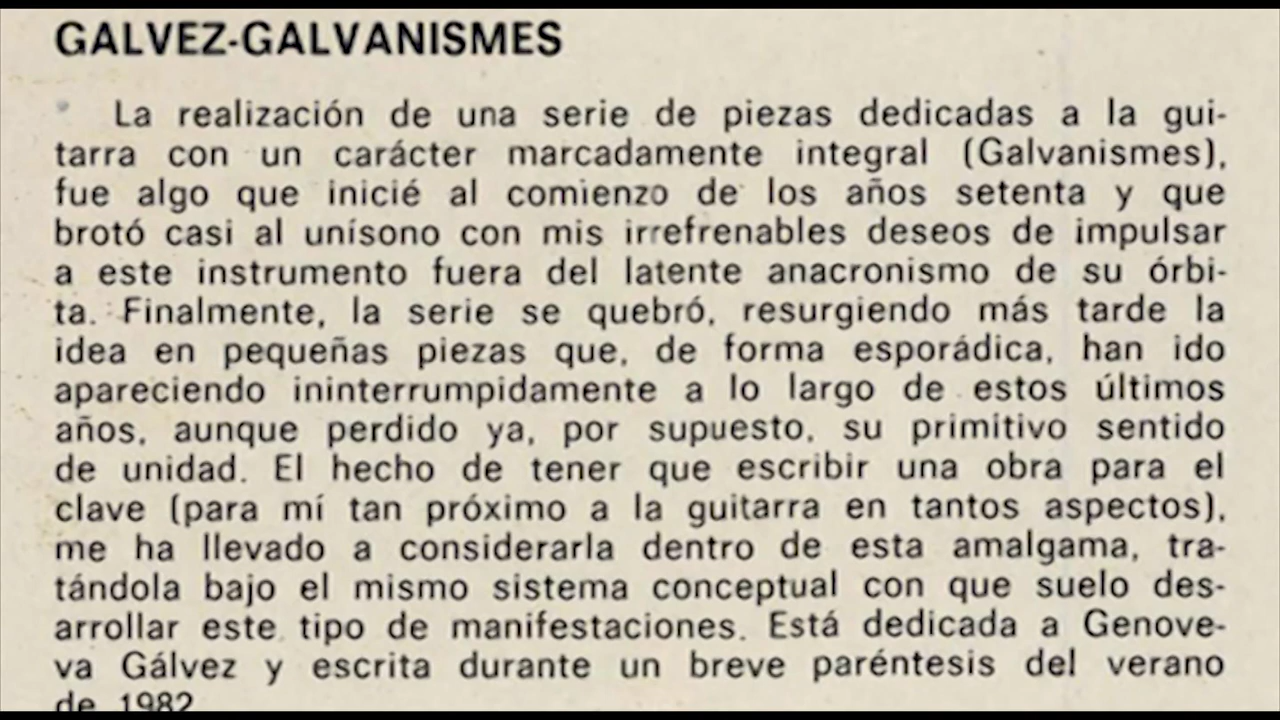 GALVEZ-GALVANISMES
La realización de una serie de piezas dedicadas a la gui-
tarra con un carácter marcadamente integral (Galvanismes),
fue algo que inicié al comienzo de los años setenta y que
brotó casi al unísono con mis irrefrenables deseos de impulsar
a este instrumento fuera del latente anacronismo de su órbi-
ta. Finalmente, la serie se quebró, resurgiendo más tarde la
idea en pequeñas piezas que, de forma esporádica, han ido
apareciendo ininterrumpidamente a lo largo de estos últimos
años, aunque perdido ya, por supuesto, su primitivo sentido
de unidad. El hecho de tener que escribir una obra para el
clave (para mí tan próximo a la guitarra en tantos aspectos),
me ha llevado a considerarla dentro de esta amalgama, tra-
tándola bajo el mismo sistema conceptual con que suelo des-
arrollar este tipo de manifestaciones. Está dedicada a Genove-
va Gálvez y escrita durante un breve paréntesis del verano
de 1982